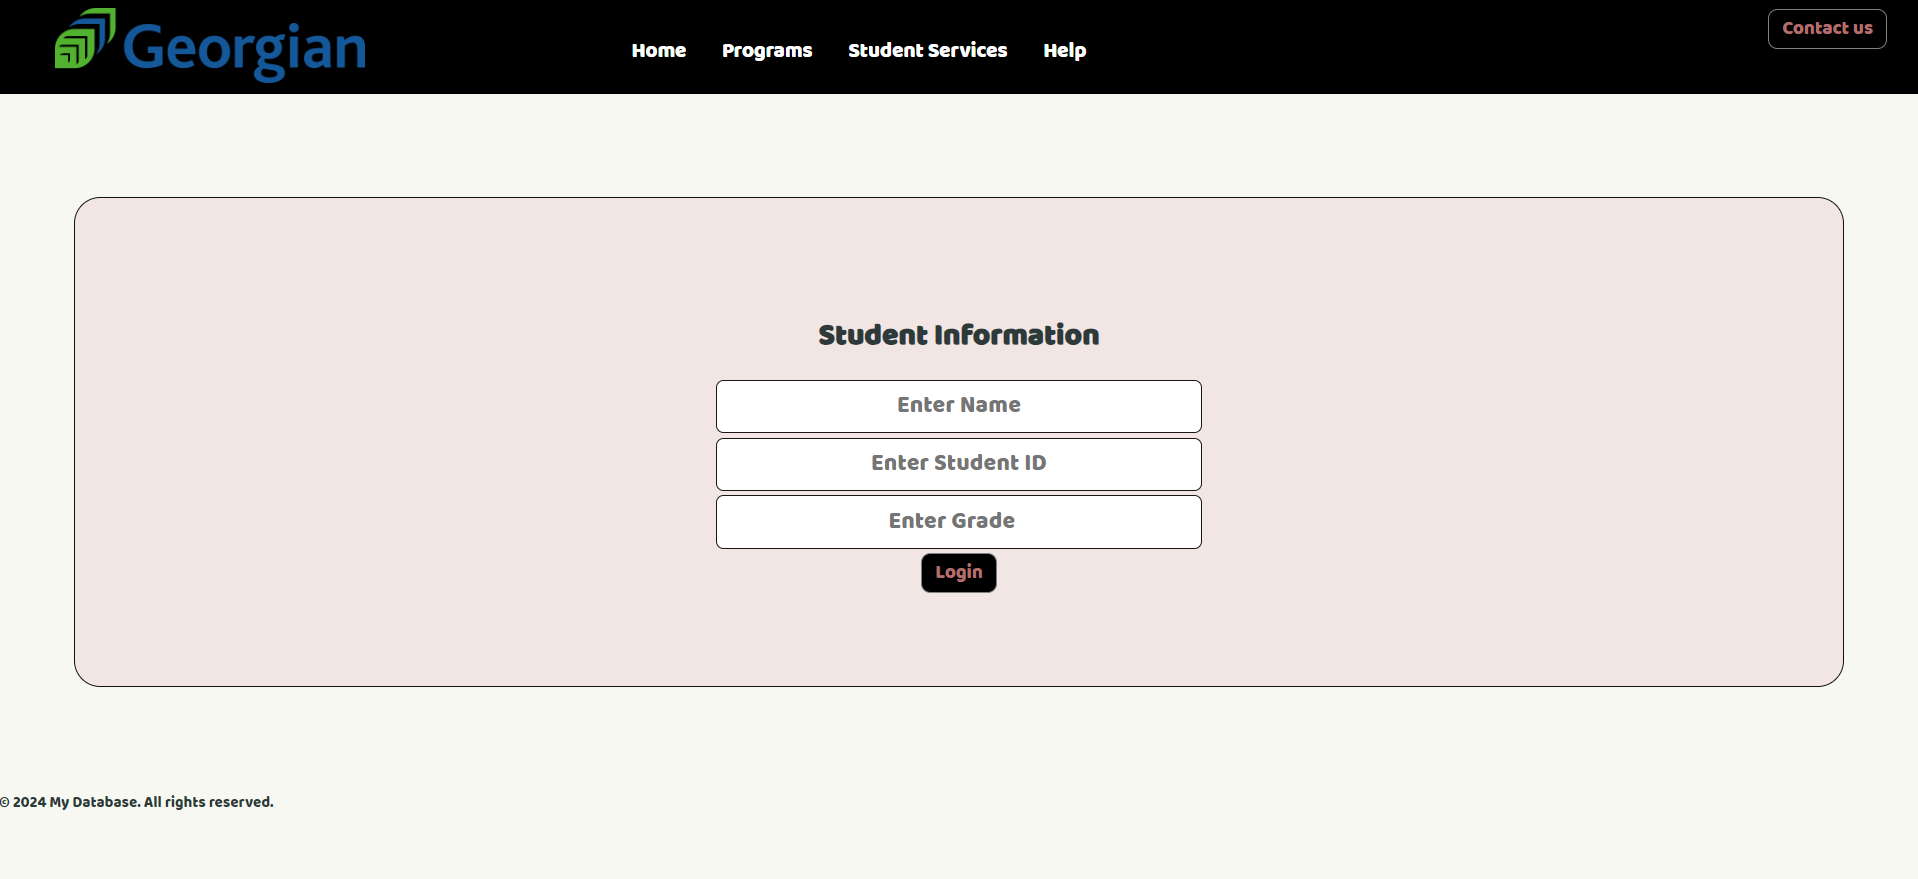 Georgian
Home Programs Student Services Help
Contact us
Student Information
Enter Name
Enter Student ID
Enter Grade
Login
© 2024 My Database. All rights reserved.